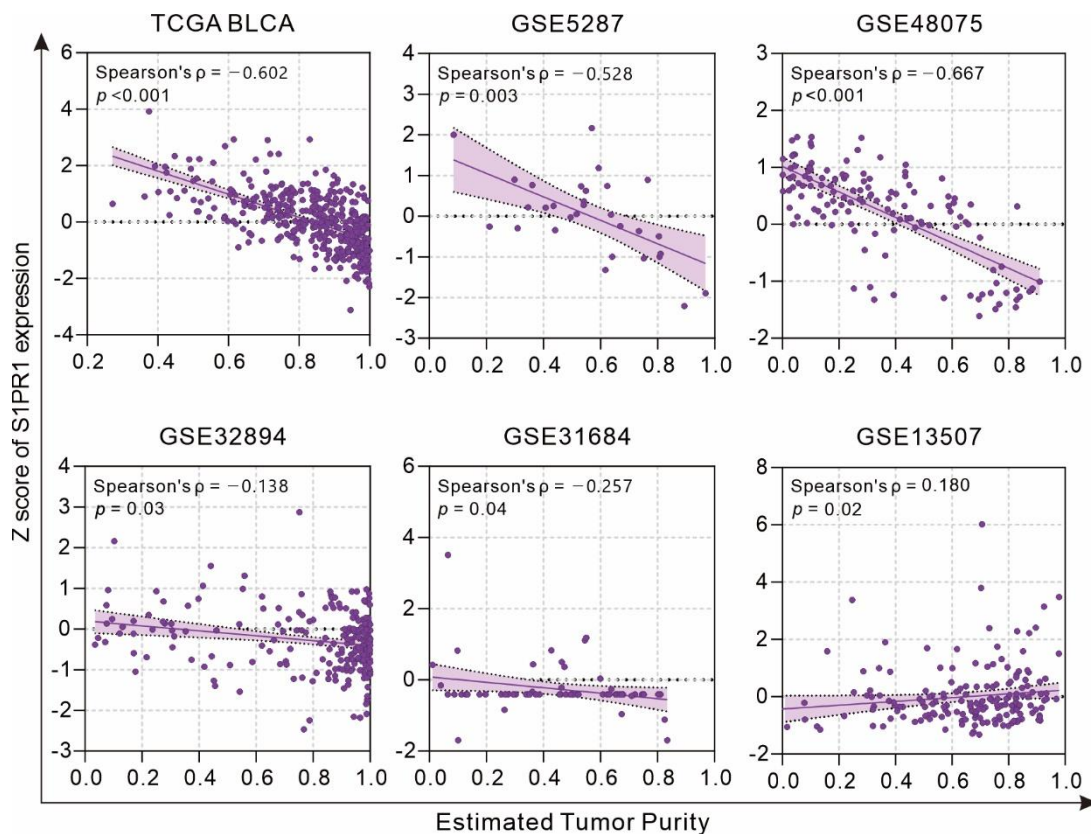 TCGA BLCA
Spearman's ρ = −0.602
p <0.001
6
4
2
0
-2
-4
0.2 0.4 0.6 0.8 1.0
GSE5287
Spearson's ρ = −0.528
p = 0.003
4
3
2
1
0
-1
-2
-3
0.0 0.2 0.4 0.6 0.8 1.0
GSE48075
Spearson's ρ = −0.667
p <0.001
3
2
1
0
-1
-2
0.0 0.2 0.4 0.6 0.8 1.0
Z score of S1PR1 expression
GSE32894
Spearson's ρ = −0.138
p = 0.03
4
3
2
1
0
-1
-2
-3
0.0 0.2 0.4 0.6 0.8 1.0
GSE31684
Spearson's ρ = −0.257
p = 0.04
6
4
2
0
-2
0.0 0.2 0.4 0.6 0.8 1.0
GSE13507
Spearson's ρ = 0.180
p = 0.02
8
6
4
2
0
-2
0.0 0.2 0.4 0.6 0.8 1.0
Estimated Tumor Purity